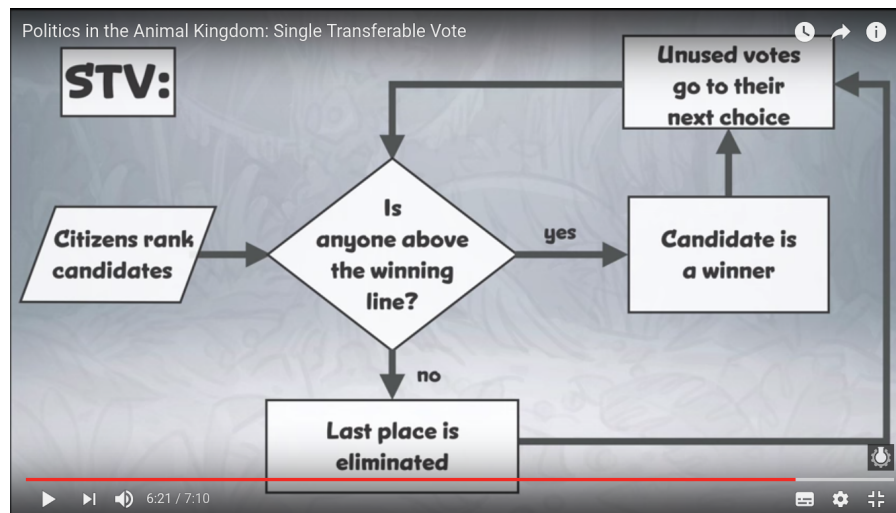 Politics in the Animal Kingdom: Single Transferable Vote
STV:
Unused votes
go to their
next choice
Citizens rank
candidates
Is
anyone above
the winning
line?
yes
Candidate is
a winner
no
Last place is
eliminated
6:21 / 7:10